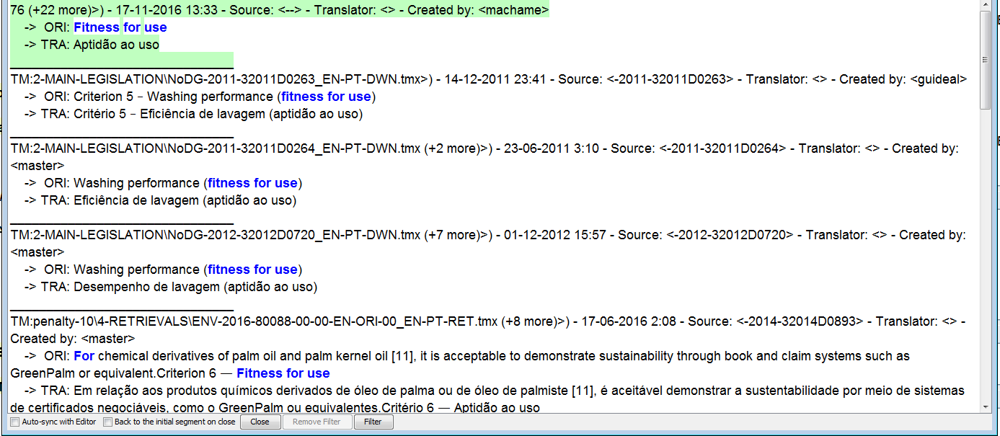 76 (+22 more)>) - 17-11-2016 13:33 - Source: <--> - Translator: <> - Created by: <machame>
-> ORI: Fitness for use
-> TRA: Aptidão ao uso
TM:2-MAIN-LEGISLATION\NoDG-2011-32011D0263_EN-PT-DWN.tmx>) - 14-12-2011 23:41 - Source: <-2011-32011D0263> - Translator: <> - Created by: <guideal>
-> ORI: Criterion 5 – Washing performance (fitness for use)
-> TRA: Critério 5 – Eficiência de lavagem (aptidão ao uso)
TM:2-MAIN-LEGISLATION\NoDG-2011-32011D0264_EN-PT-DWN.tmx (+2 more)>) - 23-06-2011 3:10 - Source: <-2011-32011D0264> - Translator: <> - Created by:
<master>
-> ORI: Washing performance (fitness for use)
-> TRA: Eficiência de lavagem (aptidão ao uso)
TM:2-MAIN-LEGISLATION\NoDG-2012-32012D0720_EN-PT-DWN.tmx (+7 more)>) - 01-12-2012 15:57 - Source: <-2012-32012D0720> - Translator: <> - Created by:
<master>
-> ORI: Washing performance (fitness for use)
-> TRA: Desempenho de lavagem (aptidão ao uso)
TM:penalty-10\4-RETRIEVALS\ENV-2016-80088-00-00-EN-ORI-00_EN-PT-RET.tmx (+8 more)>) - 17-06-2016 2:08 - Source: <-2014-32014D0893> - Translator: <> -
Created by: <master>
-> ORI: For chemical derivatives of palm oil and palm kernel oil [11], it is acceptable to demonstrate sustainability through book and claim systems such as
GreenPalm or equivalent.Criterion 6 — Fitness for use
-> TRA: Em relação aos produtos químicos derivados de óleo de palma ou de óleo de palmiste [11], é aceitável demonstrar a sustentabilidade por meio de sistemas
de certificados negociáveis, como o GreenPalm ou equivalentes.Critério 6 — Aptidão ao uso
Auto-sync with Editor Back to the initial segment on close Close Remove Filter Filter